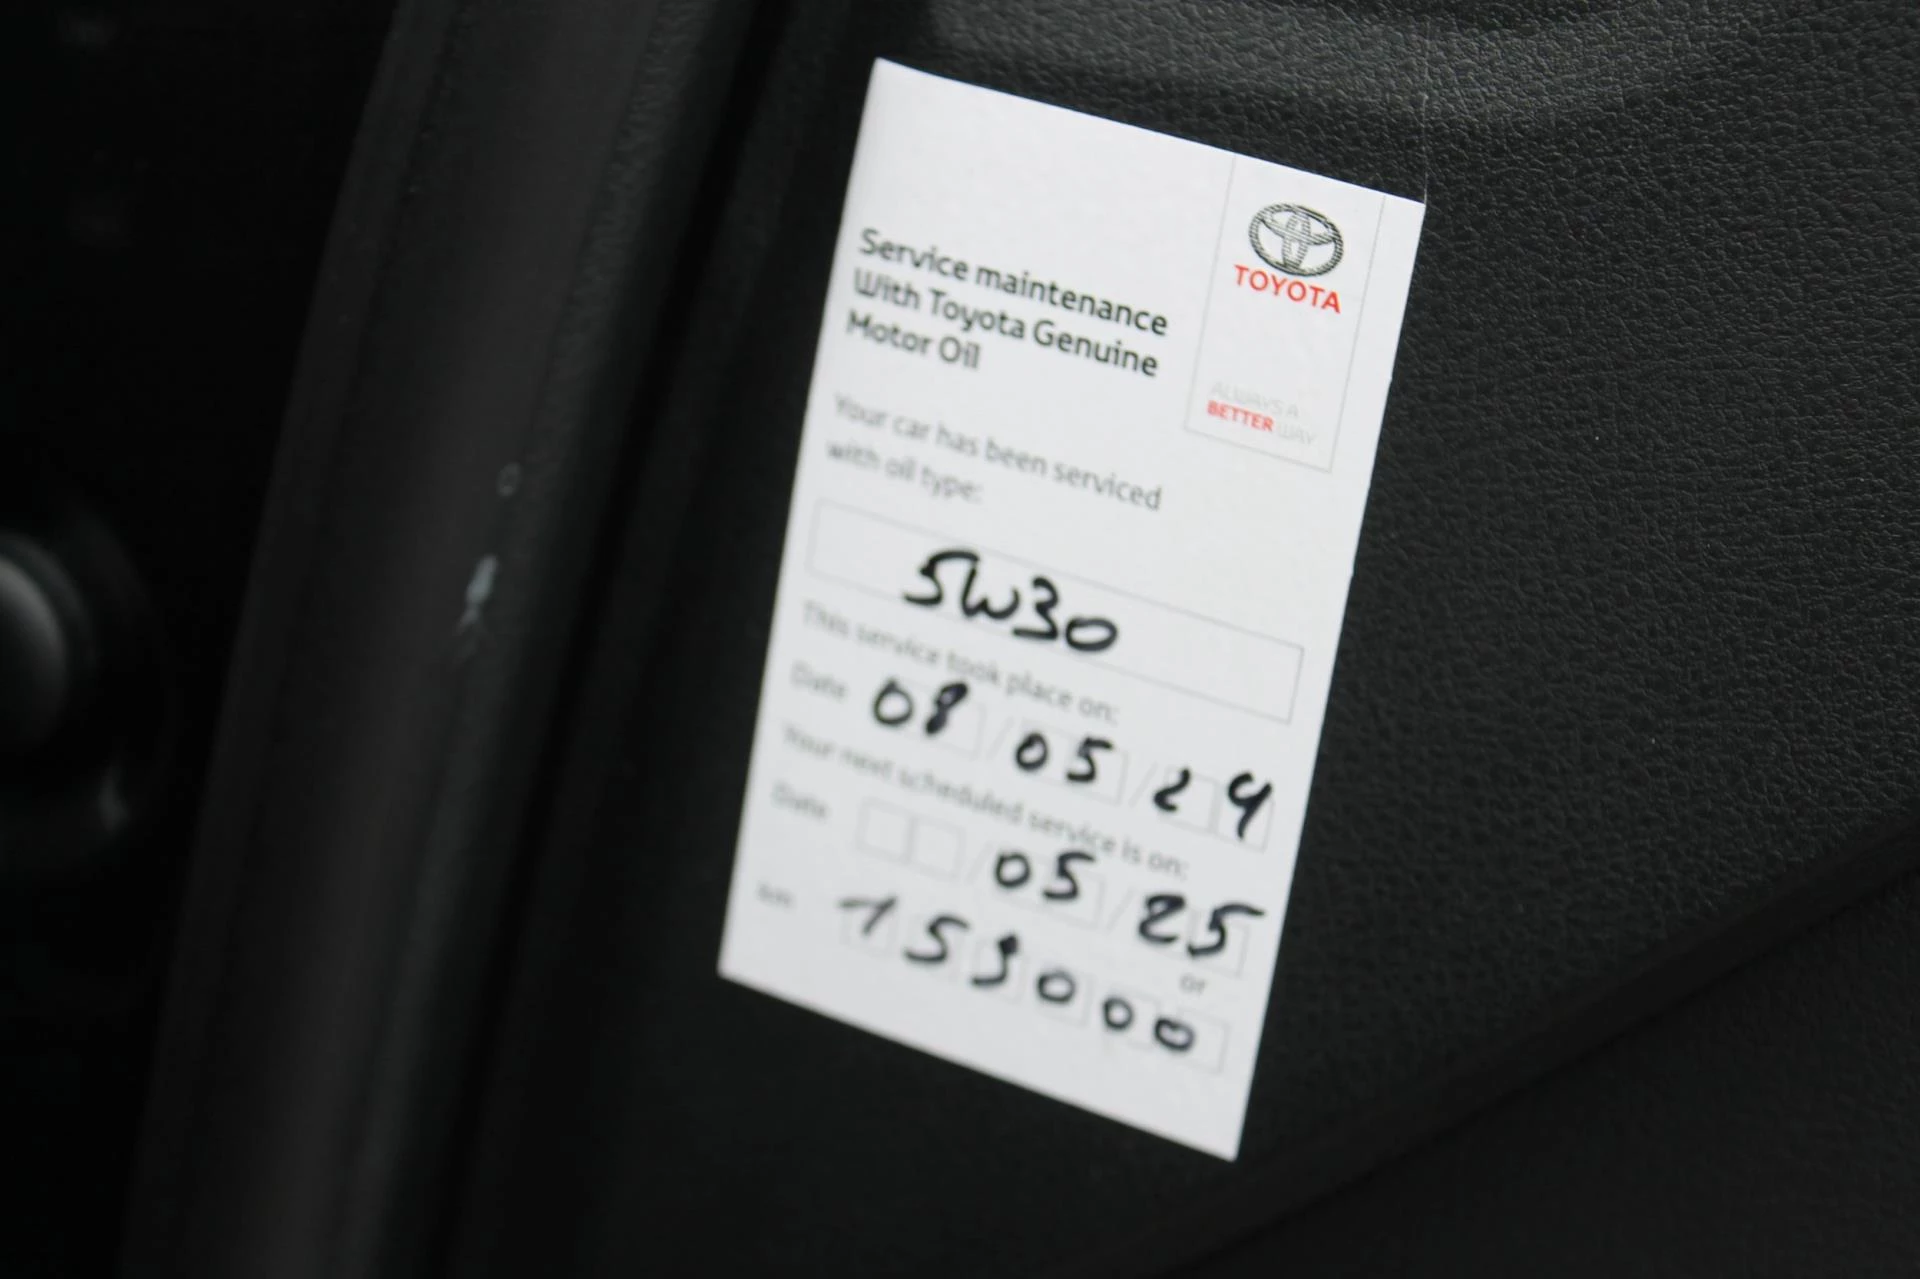 TOYOTA
ALWAYS A
BETTER WAY
Service maintenance
With Toyota Genuine
Motor Oil
Your car has been serviced
with oil type:
5W30
This service took place on:
Date 08 / 05 / 24
Your next scheduled service is on:
Date / 05 / 25
or
km 159000